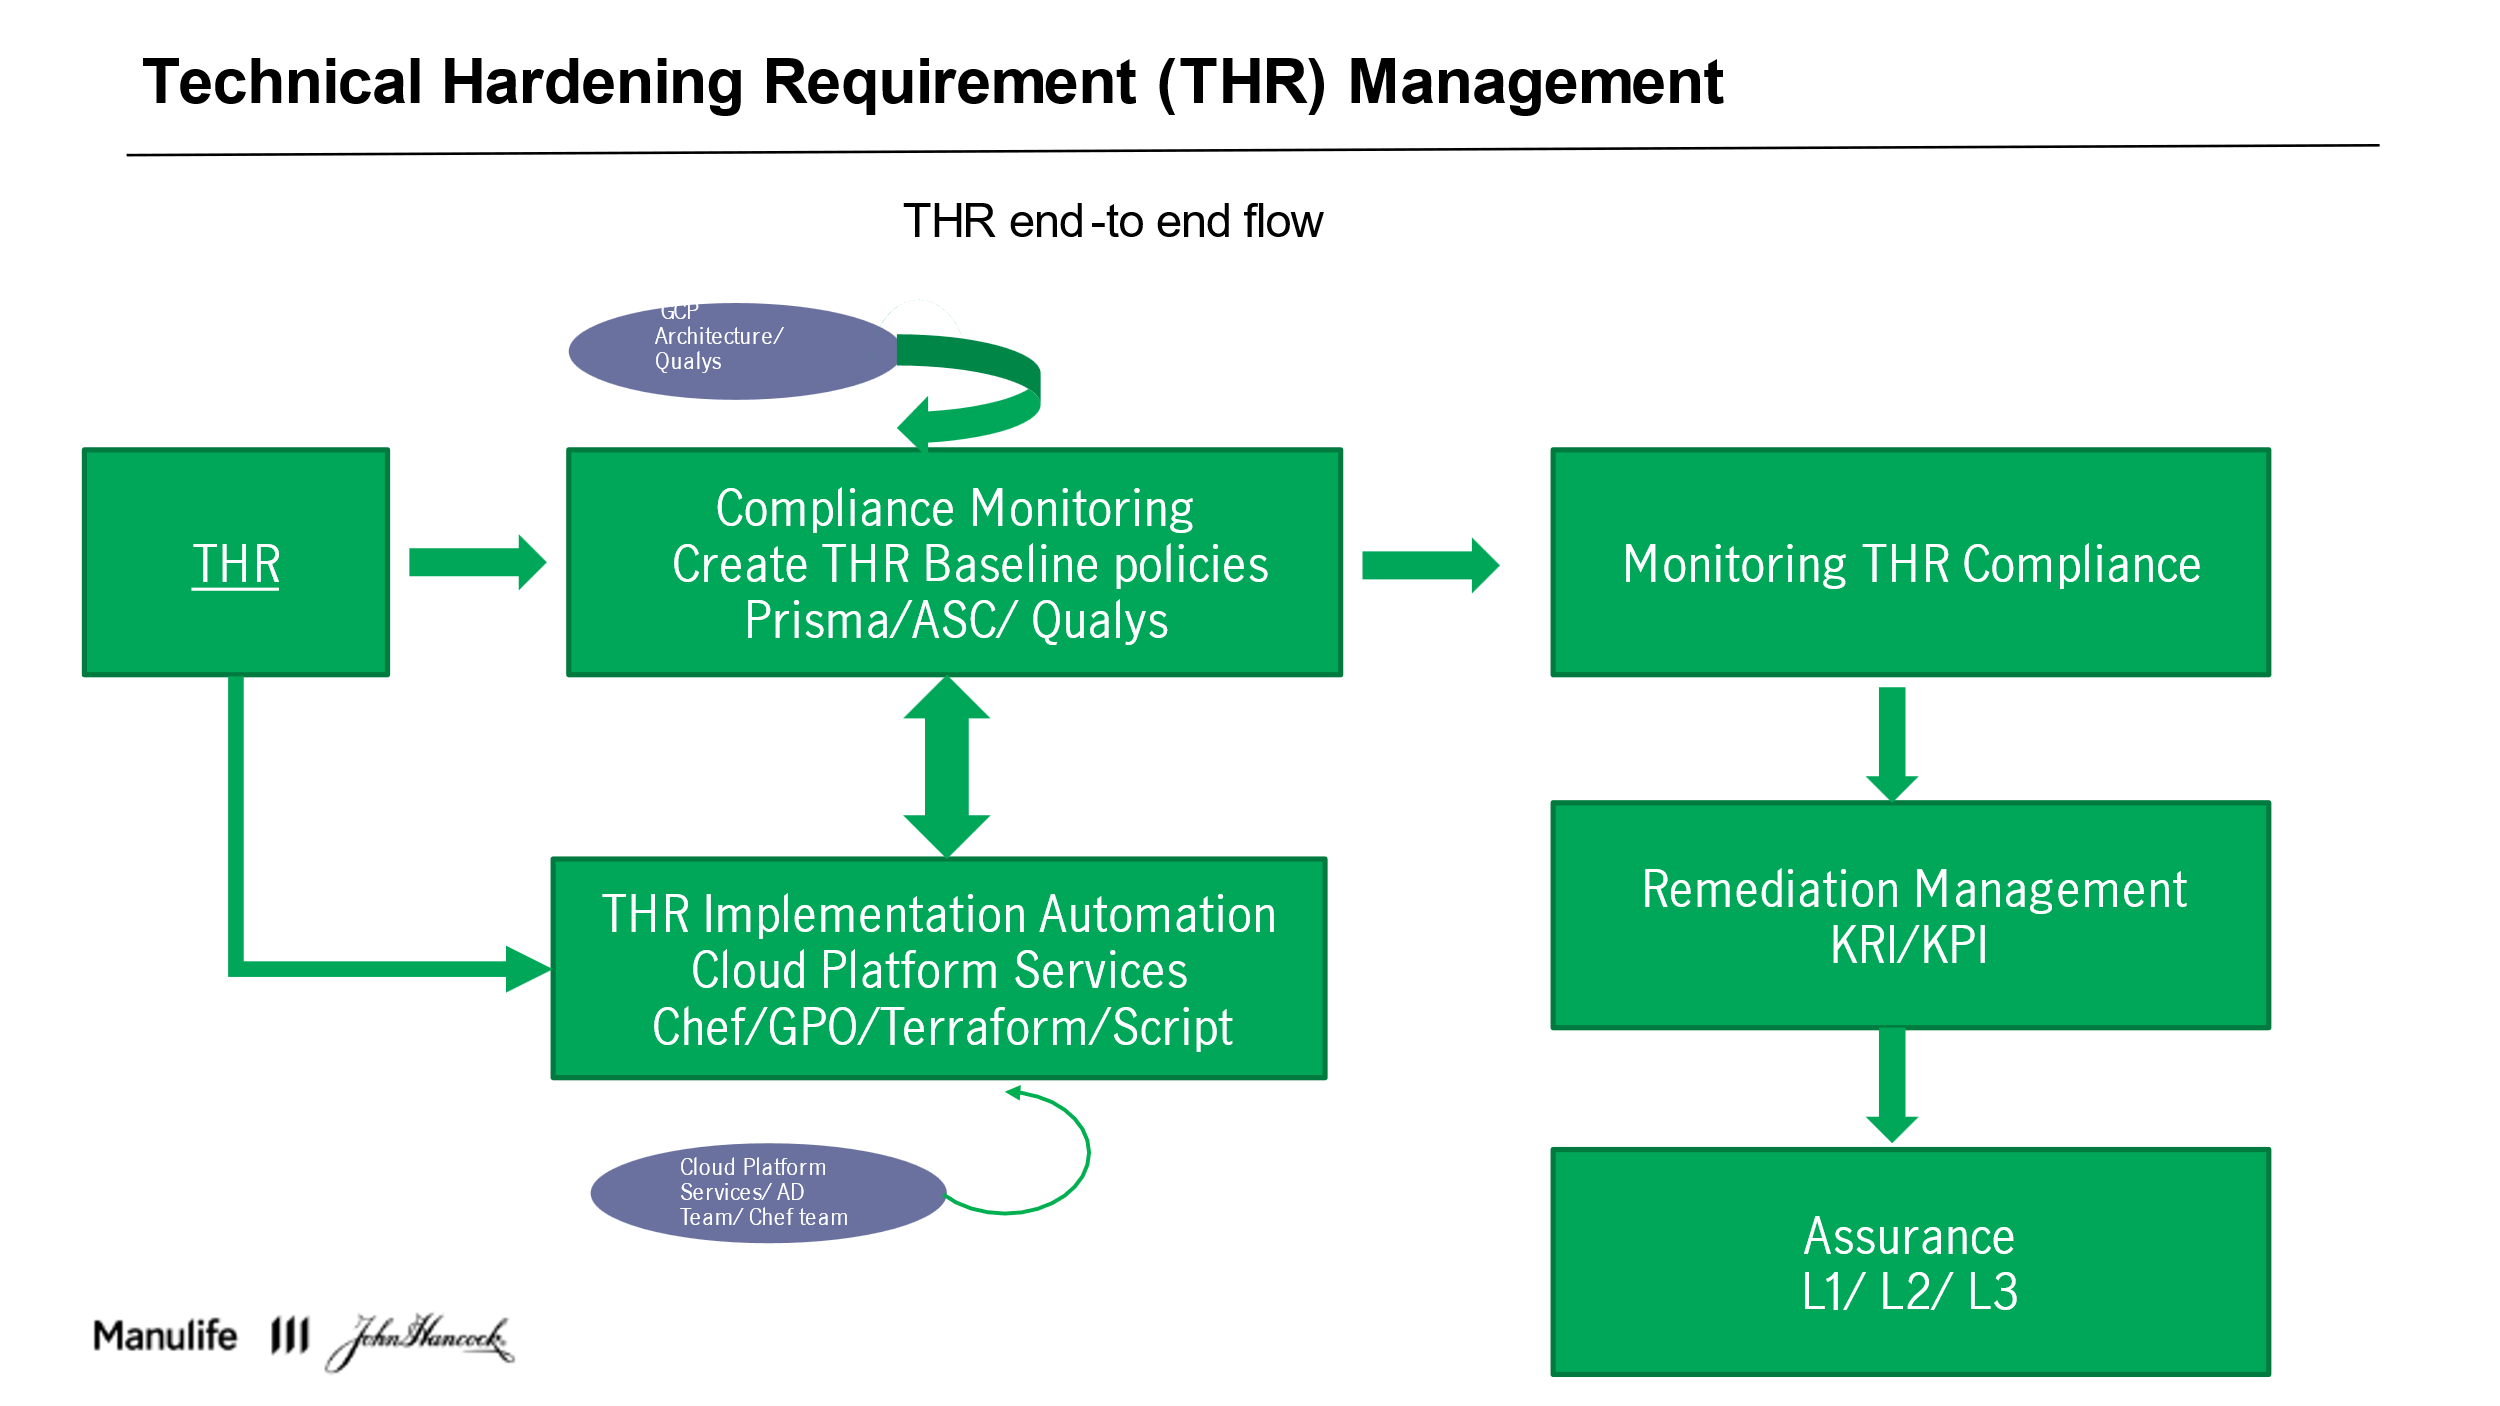 Technical Hardening Requirement (THR) Management
THR end-to end flow
GCP
Architecture/
Qualys
THR
Compliance Monitoring
Create THR Baseline policies
Prisma/ASC/ Qualys
Monitoring THR Compliance
THR Implementation Automation
Cloud Platform Services
Chef/GPO/Terraform/Script
Remediation Management
KRI/KPI
Cloud Platform
Services/ AD
Team/ Chef team
Assurance
L1/ L2/ L3
Manulife John Hancock